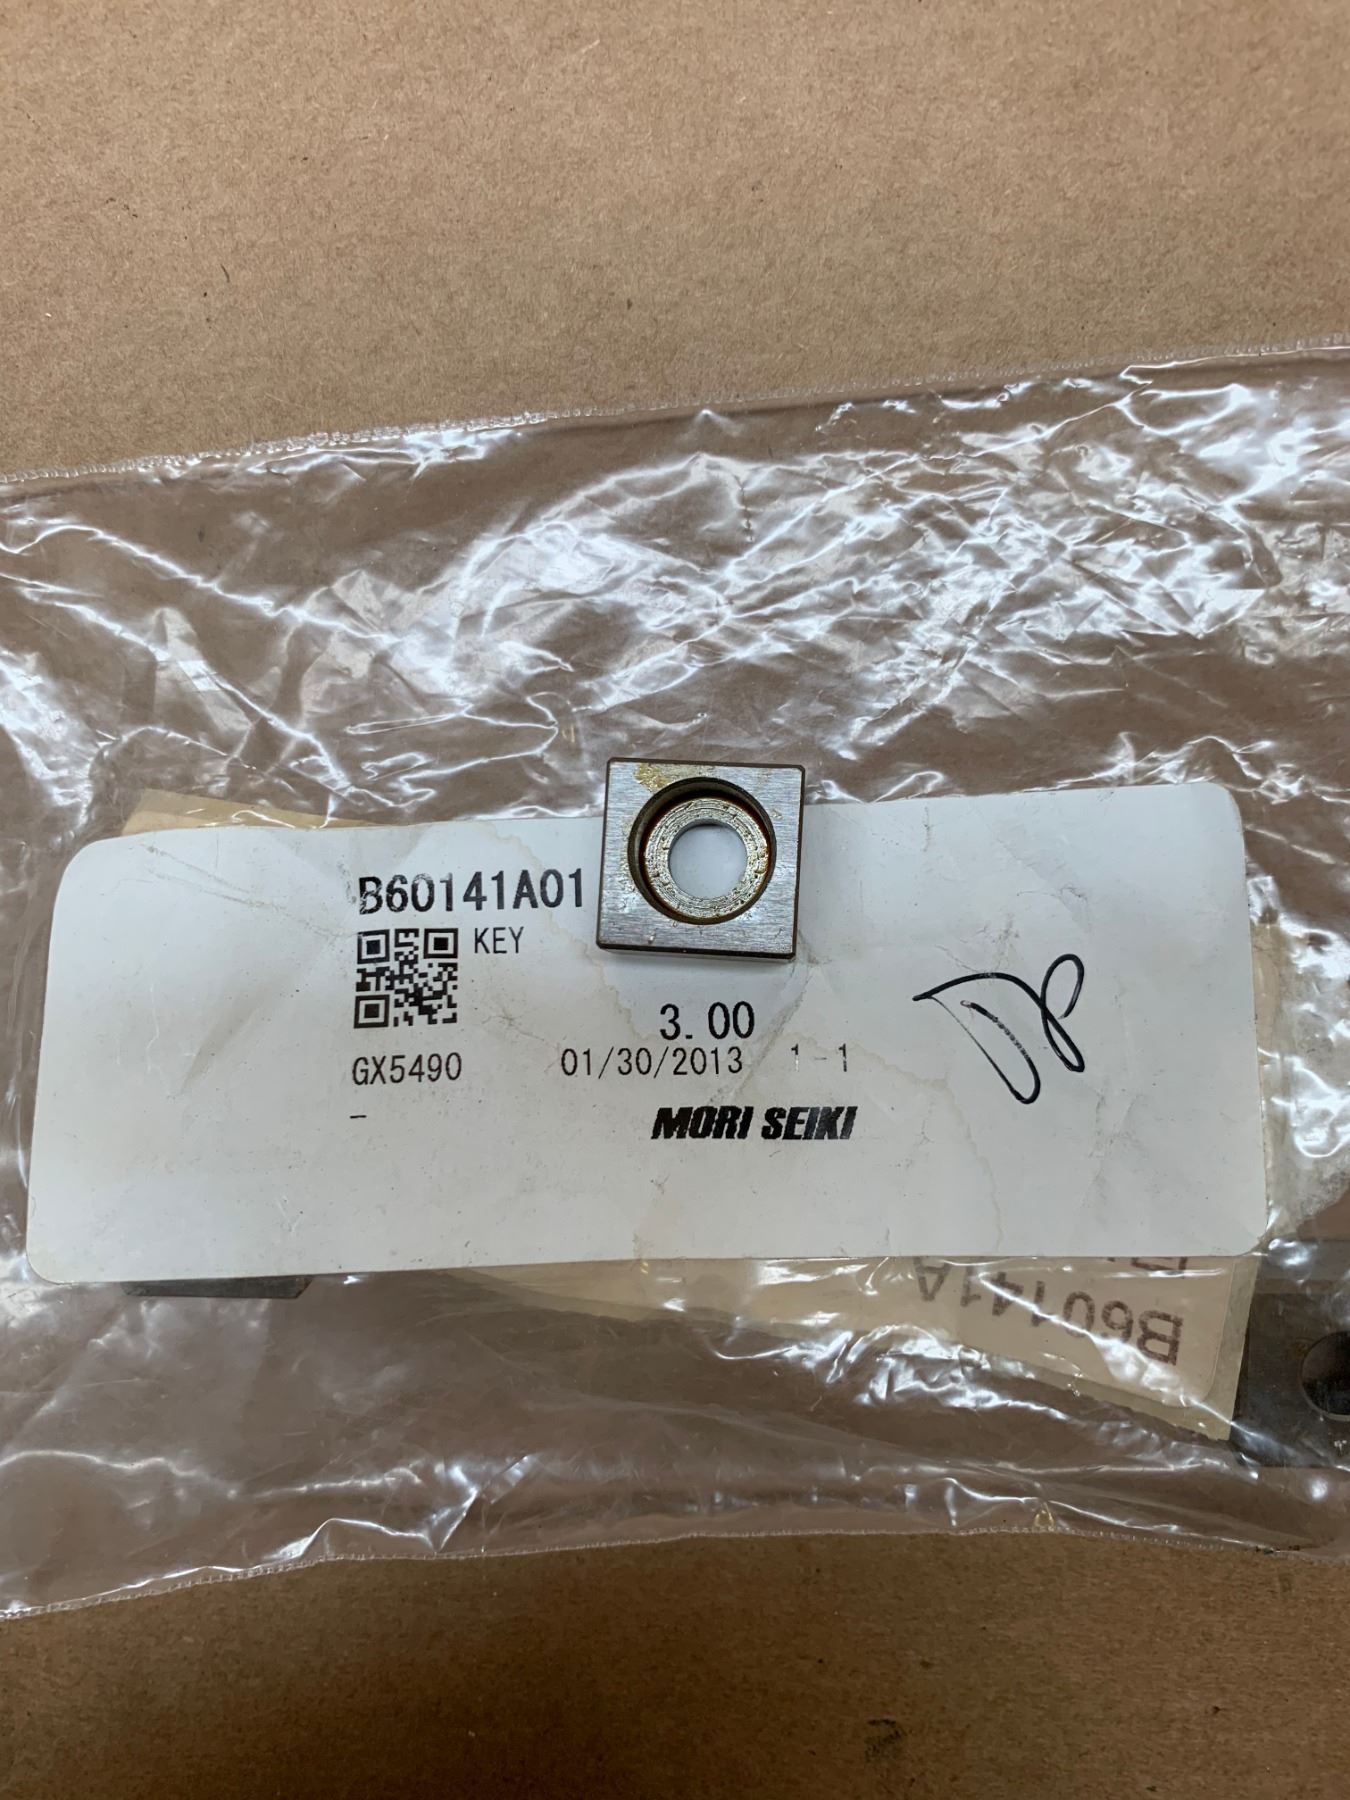 B60141A01
KEY
3.00
GX5490 01/30/2013 1-1
-
MORI SEIKI
B60141A